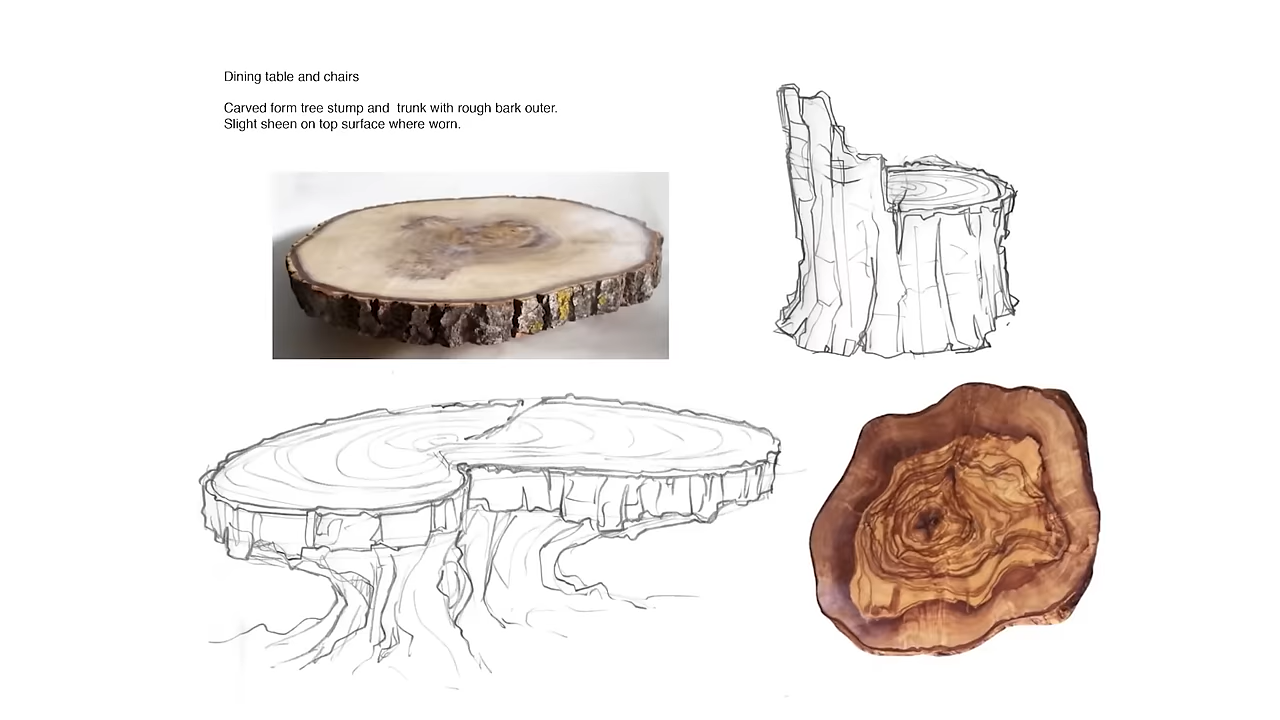 Dining table and chairs
Carved form tree stump and  trunk with rough bark outer.
Slight sheen on top surface where worn.